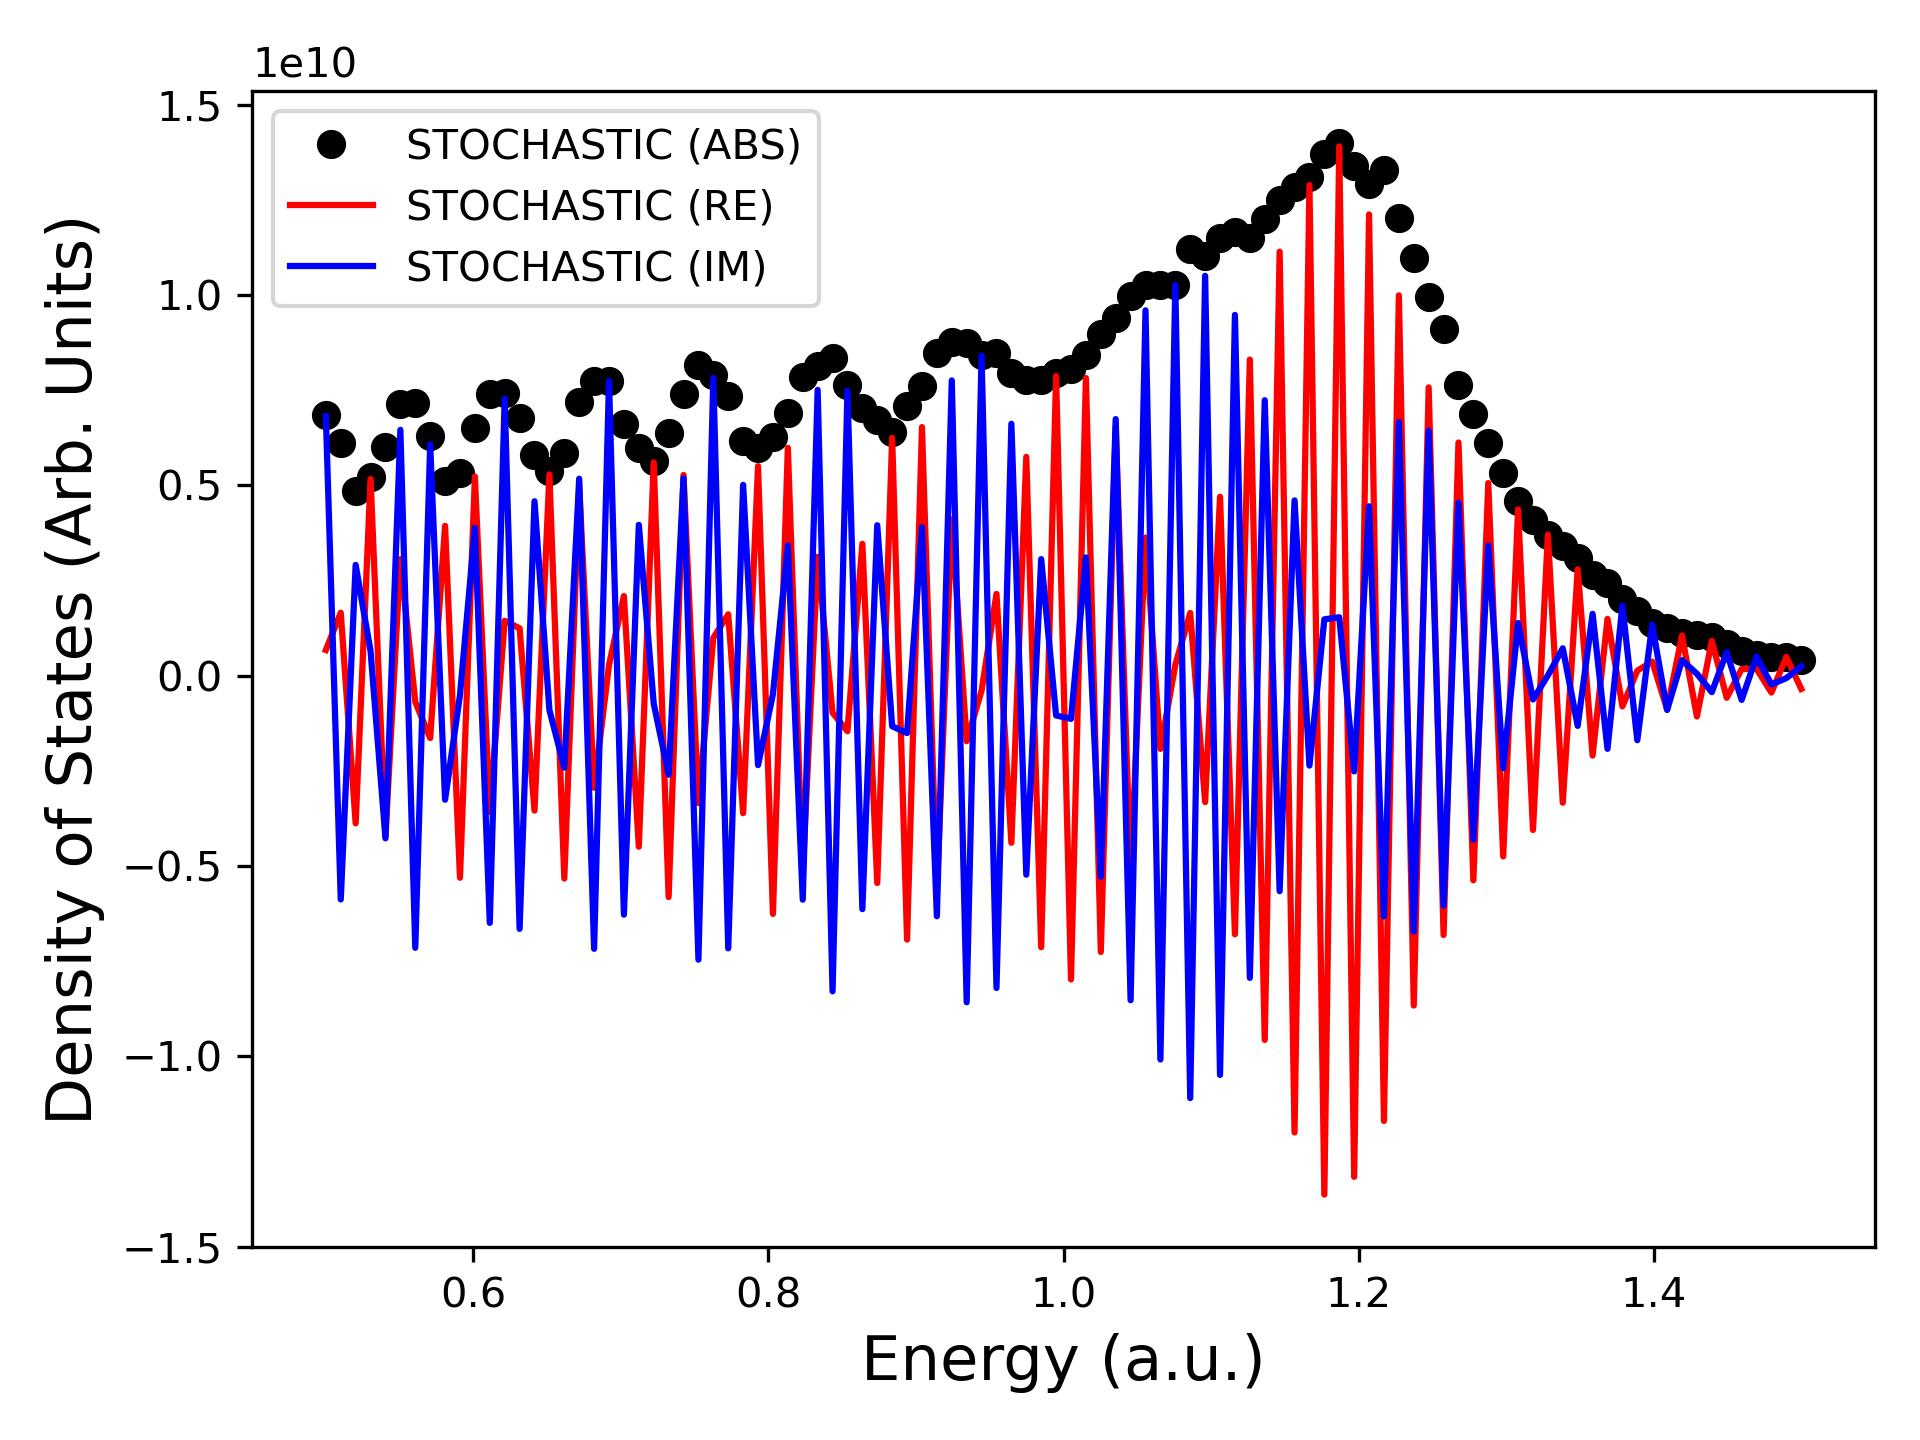 1e10
1.5
1.0
0.5
0.0
−0.5
−1.0
−1.5
Density of States (Arb. Units)
STOCHASTIC (ABS)
STOCHASTIC (RE)
STOCHASTIC (IM)
0.6 0.8 1.0 1.2 1.4
Energy (a.u.)